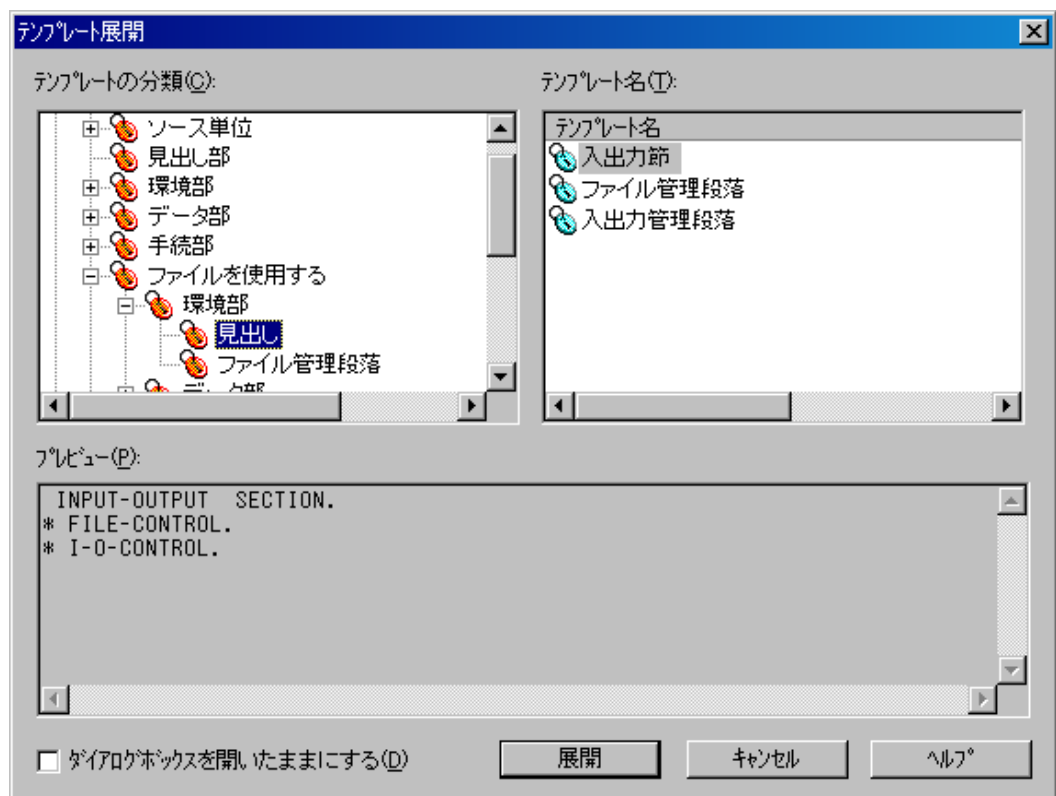 ﾃﾝﾌﾟﾚｰﾄ展開
ﾃﾝﾌﾟﾚｰﾄの分類(C):
ソース単位
見出し部
環境部
データ部
手続部
ファイルを使用する
環境部
見出し
ファイル管理段落
ﾃﾝﾌﾟﾚｰﾄ名(T):
ﾃﾝﾌﾟﾚｰﾄ名
入出力節
ファイル管理段落
入出力管理段落
ﾌﾟﾚﾋﾞｭｰ(P):
INPUT-OUTPUT  SECTION.
* FILE-CONTROL.
* I-O-CONTROL.
ﾀﾞｲｱﾛｸﾞﾎﾞｯｸｽを開いたままにする(D)
展開
ｷｬﾝｾﾙ
ﾍﾙﾌﾟ